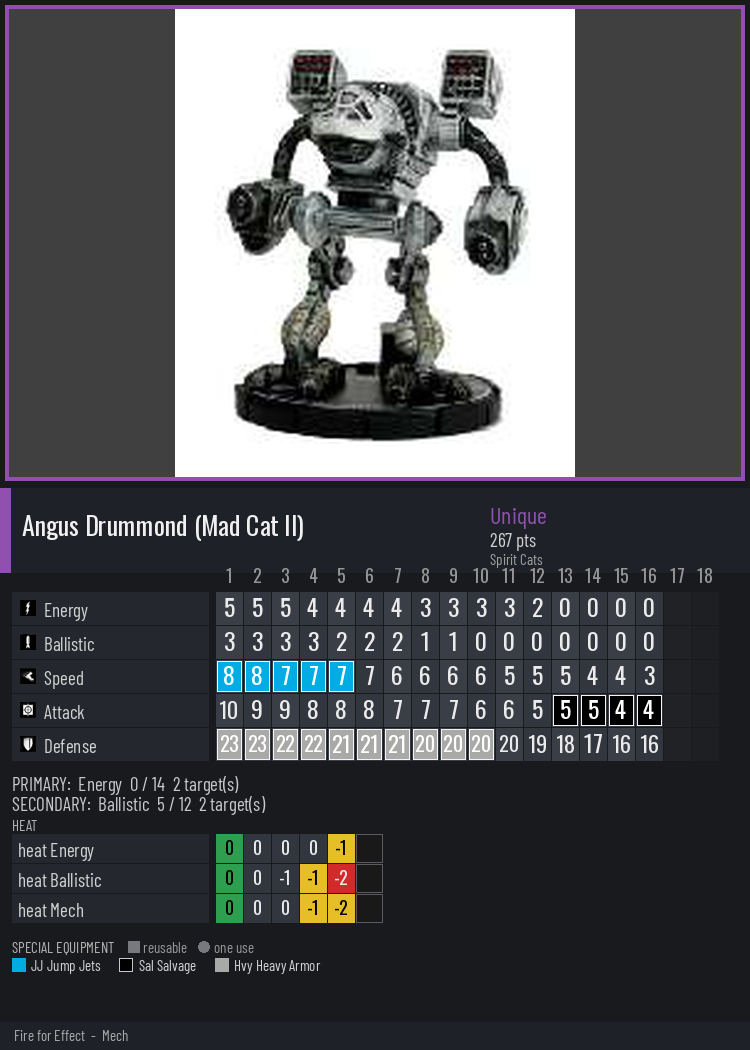 Angus Drummond (Mad Cat II)
Unique
267 pts
Spirit Cats
1 2 3 4 5 6 7 8 9 10 11 12 13 14 15 16 17 18
Energy 5 5 5 4 4 4 4 3 3 3 3 2 0 0 0 0
Ballistic 3 3 3 3 2 2 2 1 1 0 0 0 0 0 0 0
Speed 8 8 7 7 7 7 6 6 6 6 5 5 5 4 4 3
Attack 10 9 9 8 8 8 7 7 7 6 6 5 5 5 4 4
Defense 23 23 22 22 21 21 21 20 20 20 20 19 18 17 16 16
PRIMARY: Energy 0 / 14 2 target(s)
SECONDARY: Ballistic 5 / 12 2 target(s)
HEAT
heat Energy 0 0 0 0 -1
heat Ballistic 0 0 -1 -1 -2
heat Mech 0 0 0 -1 -2
SPECIAL EQUIPMENT reusable one use
JJ Jump Jets Sal Salvage Hvy Heavy Armor
Fire for Effect - Mech